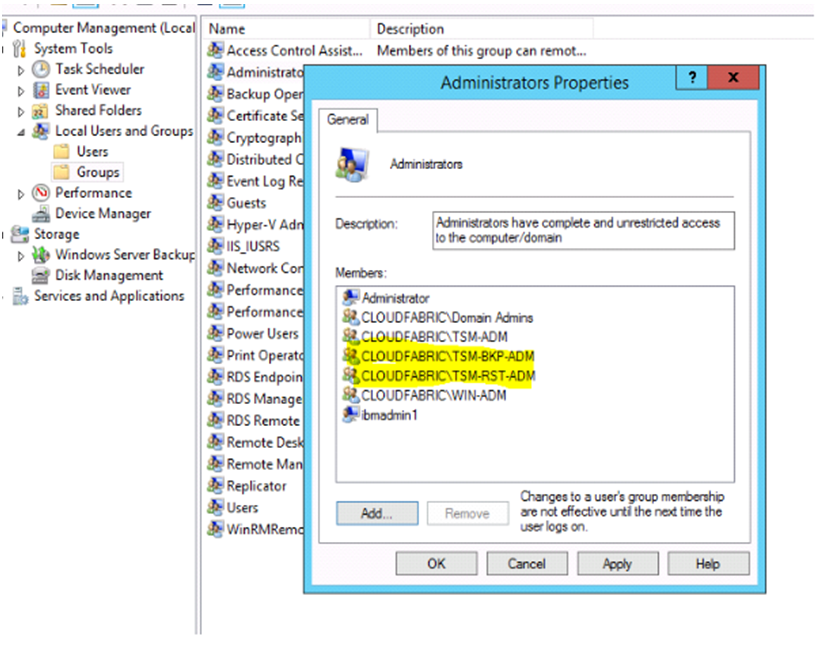 Computer Management (Local
System Tools
Task Scheduler
Event Viewer
Shared Folders
Local Users and Groups
Users
Groups
Performance
Device Manager
Storage
Windows Server Backup
Disk Management
Services and Applications
Name Description
Access Control Assist... Members of this group can remot...
Administrato
Backup Oper
Certificate Se
Cryptograph
Distributed C
Event Log Re
Guests
Hyper-V Adn
IIS_IUSRS
Network Con
Performance
Performance
Power Users
Print Operato
RDS Endpoin
RDS Manage
RDS Remote
Remote Desk
Remote Man
Replicator
Users
WinRMRemo
Administrators Properties
? x
General
Administrators
Description:
Administrators have complete and unrestricted access
to the computer/domain
Members:
Administrator
CLOUDFABRIC\Domain Admins
CLOUDFABRIC\TSM-ADM
CLOUDFABRIC\TSM-BKP-ADM
CLOUDFABRIC\TSM-RST-ADM
CLOUDFABRIC\WIN-ADM
ibmadmin1
Add... Remove
Changes to a user's group membership
are not effective until the next time the
user logs on.
OK Cancel Apply Help